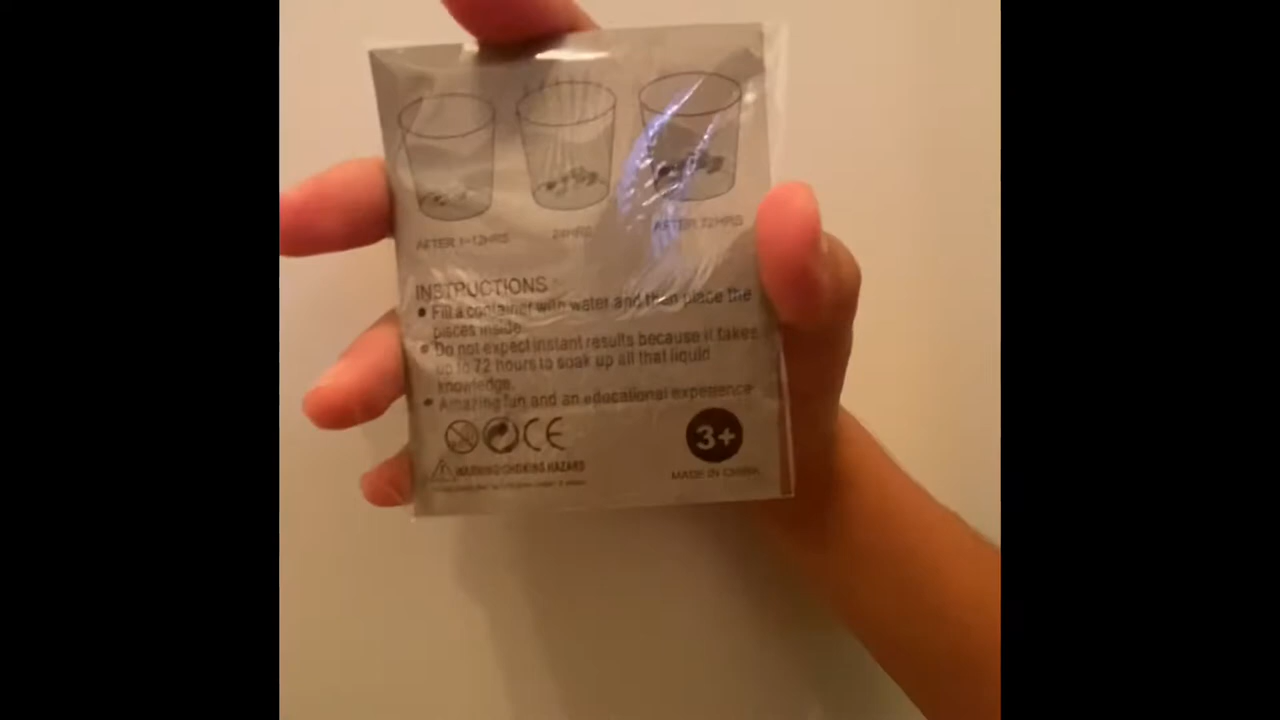 AFTER 1-12HRS 24HRS AFTER 72HRS
INSTRUCTIONS
• Fill a container with water and then place the
pieces inside.
• Do not expect instant results because it takes
up to 72 hours to soak up all that liquid
knowledge.
• Amazing fun and an educational experience
CE 3+
WARNING CHOKING HAZARD
MADE IN CHINA